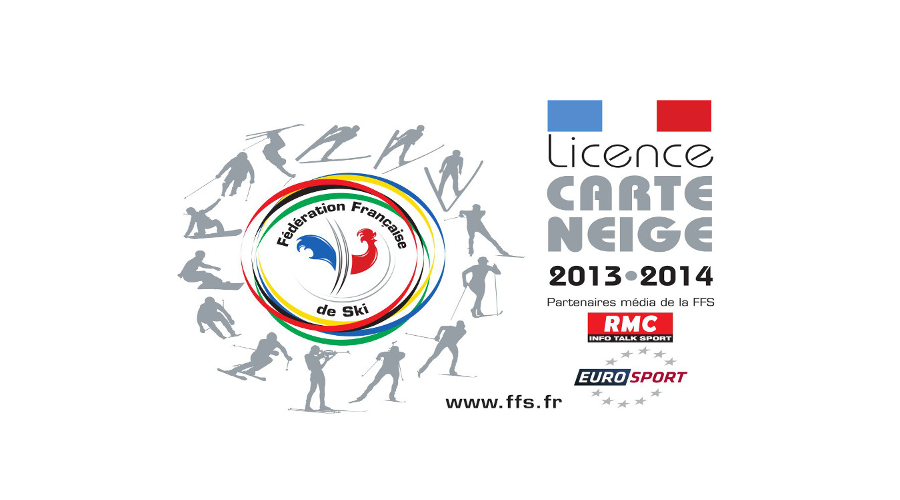 Fédération Française
de Ski
Licence
CARTE
NEIGE
2013•2014
Partenaires média de la FFS
RMC
INFO TALK SPORT
EUROSPORT
www.ffs.fr